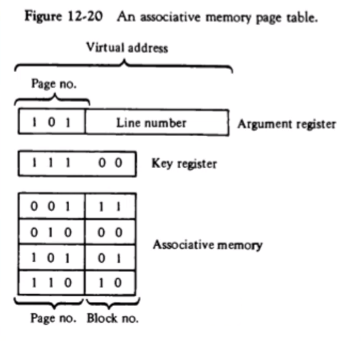 Figure 12-20 An associative memory page table.
Virtual address
Page no.
1 0 1 Line number Argument register
1 1 1 0 0 Key register
0 0 1 1 1
0 1 0 0 0
Associative memory
1 0 1 0 1
1 1 0 1 0
Page no. Block no.